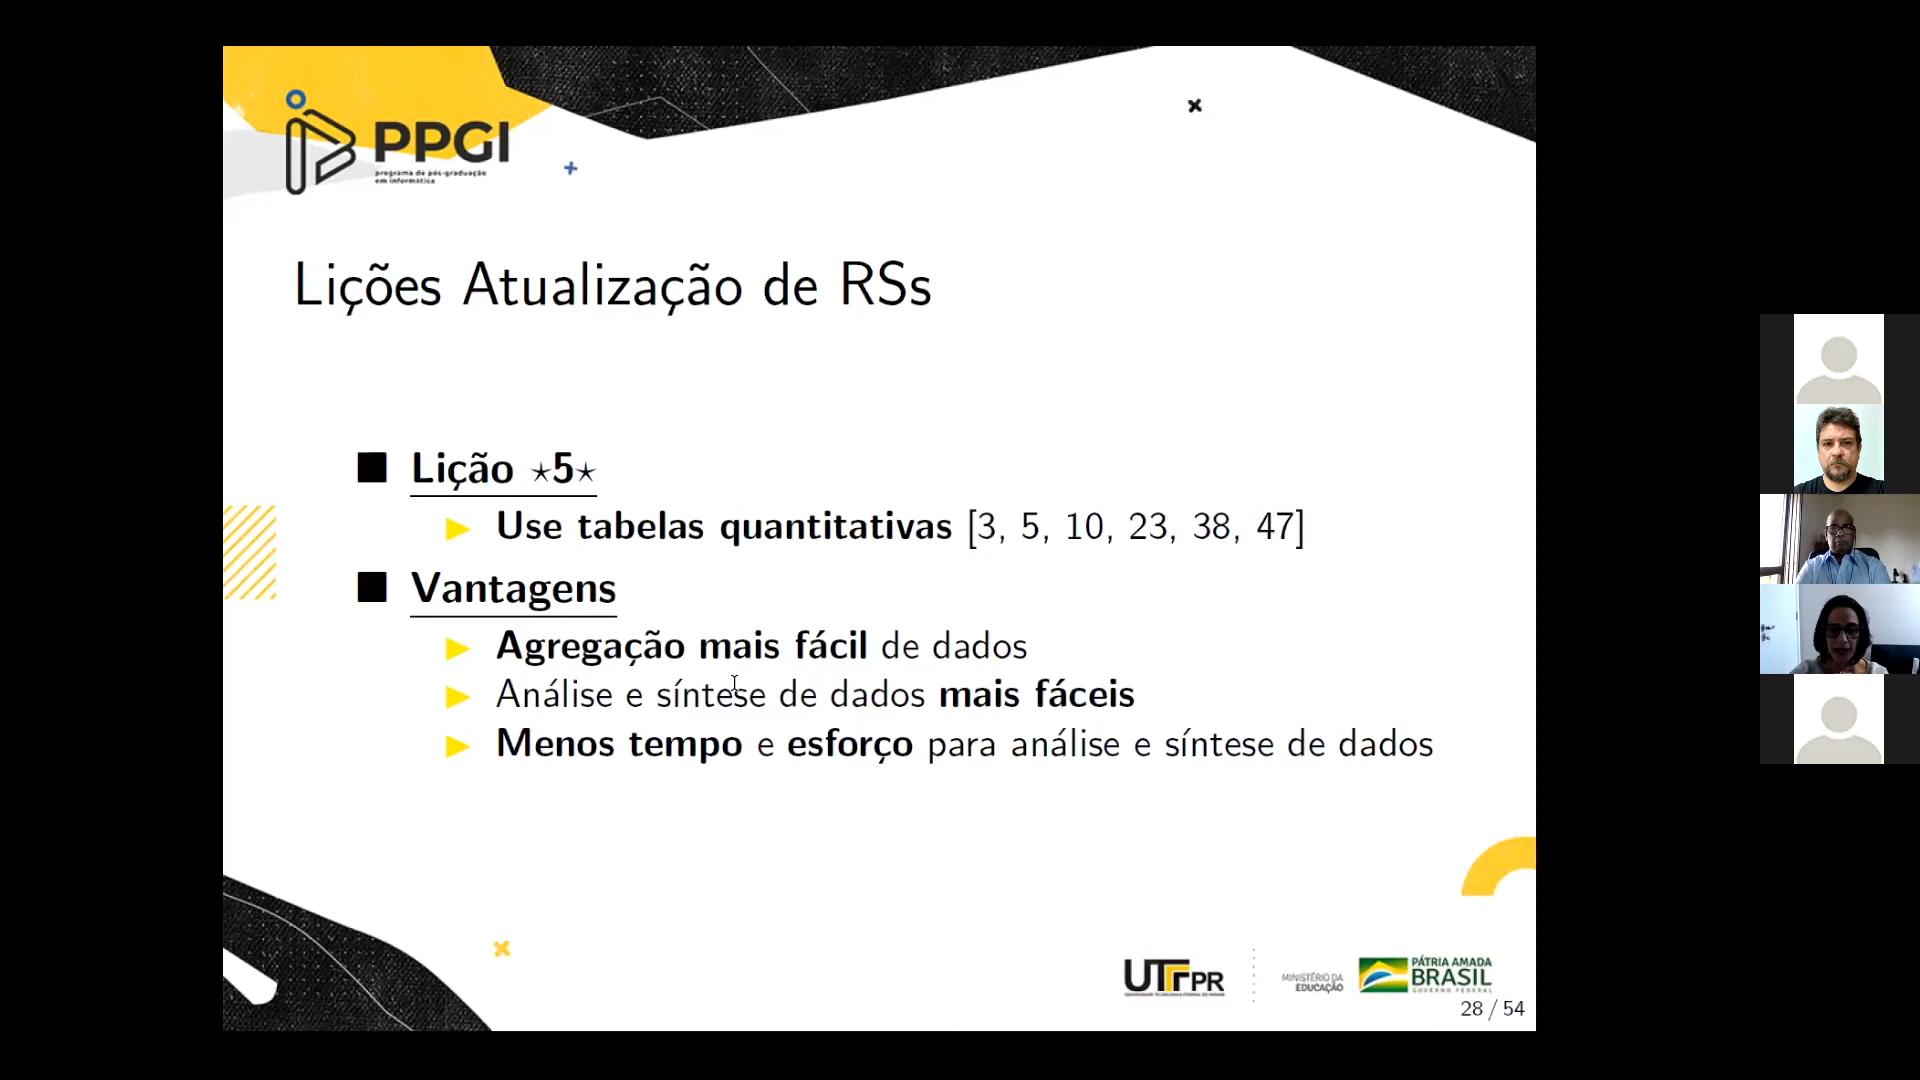 PPGI
programa de pós-graduação
em informática
Lições Atualização de RSs
Lição ⋆5⋆
Use tabelas quantitativas [3, 5, 10, 23, 38, 47]
Vantagens
Agregação mais fácil de dados
Análise e síntese de dados mais fáceis
Menos tempo e esforço para análise e síntese de dados
UTFPR
MINISTÉRIO DA
EDUCAÇÃO
PÁTRIA AMADA
BRASIL
GOVERNO FEDERAL
28 / 54